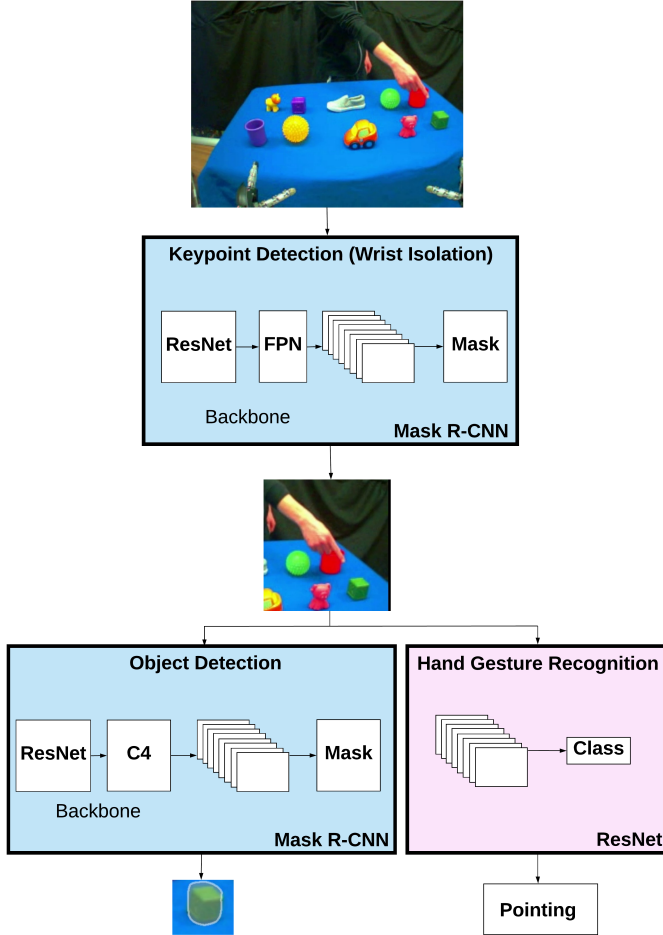 Keypoint Detection (Wrist Isolation)
ResNet
FPN
Mask
Backbone
Mask R-CNN
Object Detection
ResNet
C4
Mask
Backbone
Mask R-CNN
Hand Gesture Recognition
Class
ResNet
Pointing